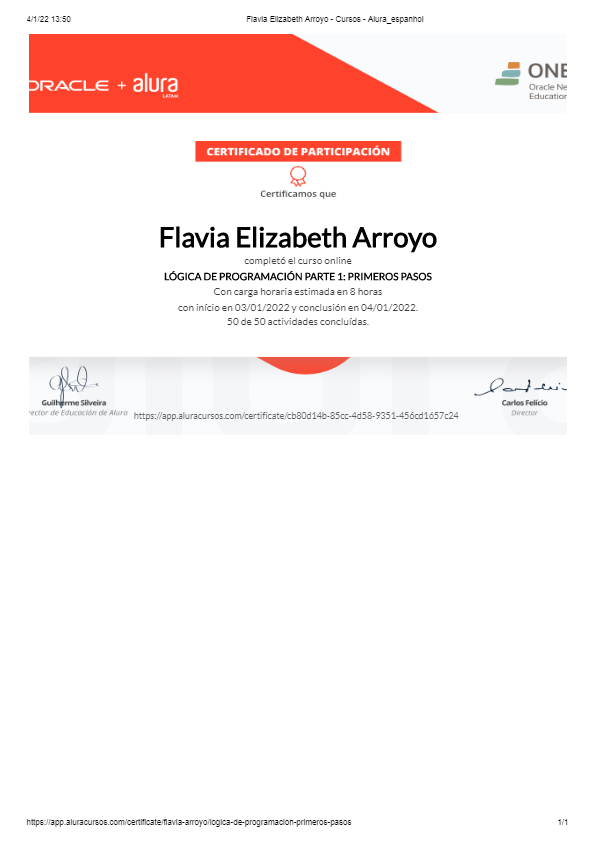 4/1/22 13:50 Flavia Elizabeth Arroyo - Cursos - Alura_espanhol
ORACLE + alura
LATAM
ONE
Oracle Ne
Education
CERTIFICADO DE PARTICIPACIÓN
Certificamos que
Flavia Elizabeth Arroyo
completó el curso online
LÓGICA DE PROGRAMACIÓN PARTE 1: PRIMEROS PASOS
Con carga horaria estimada en 8 horas
con início en 03/01/2022 y conclusión en 04/01/2022.
50 de 50 actividades concluídas.
Guilherme Silveira
rector de Educación de Alura
https://app.aluracursos.com/certificate/cb80d14b-85cc-4d58-9351-456cd1657c24
Carlos Felício
Director
https://app.aluracursos.com/certificate/flavia-arroyo/logica-de-programacion-primeros-pasos 1/1